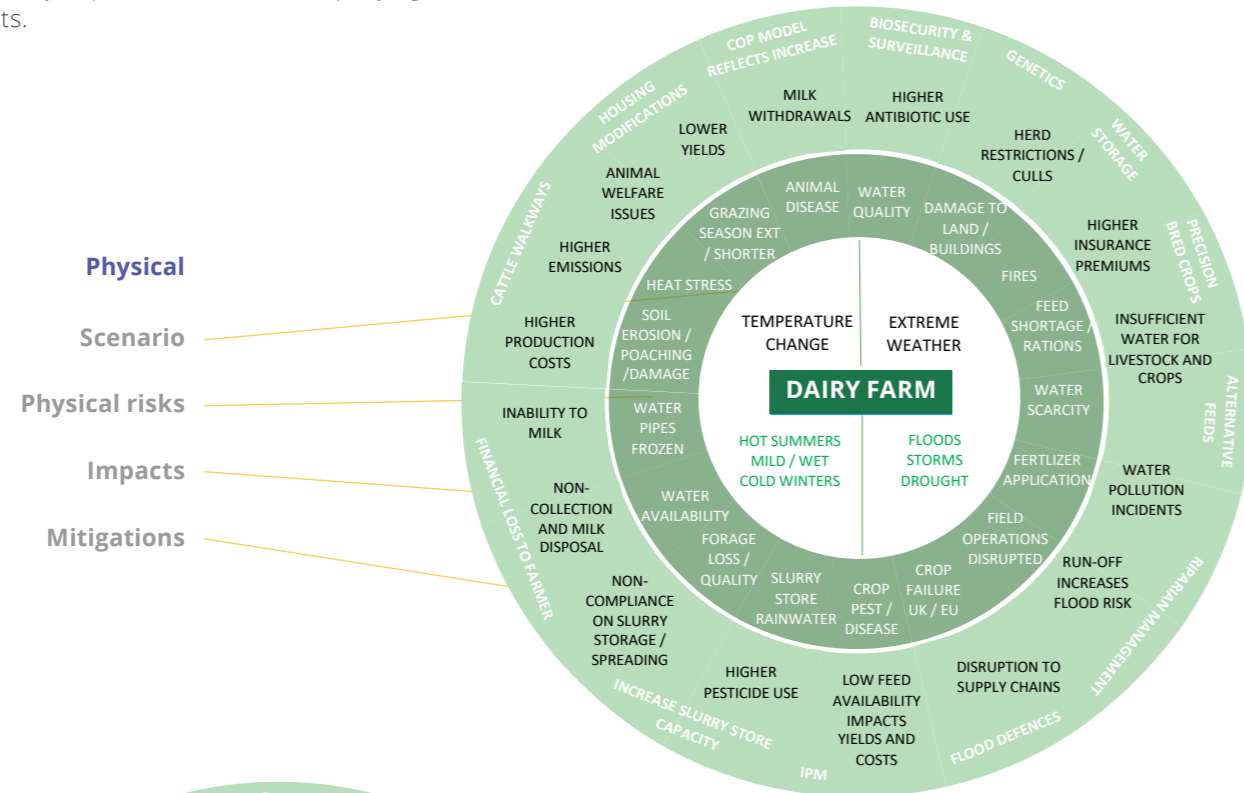 ts.
Physical
Scenario
Physical risks
Impacts
Mitigations
COP MODEL
REFLECTS INCREASE
BIOSECURITY &
SURVEILLANCE
GENETICS
WATER
STORAGE
PRECISION
BRED CROPS
ALTERNATIVE
FEEDS
RIPARIAN MANAGEMENT
FLOOD DEFENCES
IPM
INCREASE SLURRY STORE
CAPACITY
FINANCIAL LOSS TO FARMER
CATTLE WALKWAYS
HOUSING
MODIFICATIONS
MILK
WITHDRAWALS
HIGHER
ANTIBIOTIC USE
HERD
RESTRICTIONS /
CULLS
HIGHER
INSURANCE
PREMIUMS
INSUFFICIENT
WATER FOR
LIVESTOCK AND
CROPS
WATER
POLLUTION
INCIDENTS
RUN-OFF
INCREASES
FLOOD RISK
DISRUPTION TO
SUPPLY CHAINS
LOW FEED
AVAILABILITY
IMPACTS
YIELDS AND
COSTS
HIGHER
PESTICIDE USE
NON-
COMPLIANCE
ON SLURRY
STORAGE /
SPREADING
NON-
COLLECTION
AND MILK
DISPOSAL
INABILITY TO
MILK
HIGHER
PRODUCTION
COSTS
HIGHER
EMISSIONS
ANIMAL
WELFARE
ISSUES
LOWER
YIELDS
ANIMAL
DISEASE
WATER
QUALITY
DAMAGE TO
LAND /
BUILDINGS
FIRES
FEED
SHORTAGE /
RATIONS
WATER
SCARCITY
FERTLIZER
APPLICATION
FIELD
OPERATIONS
DISRUPTED
CROP
FAILURE
UK / EU
CROP
PEST /
DISEASE
SLURRY
STORE
RAINWATER
FORAGE
LOSS /
QUALITY
WATER
AVAILABILITY
WATER
PIPES
FROZEN
SOIL
EROSION /
POACHING
/DAMAGE
HEAT STRESS
GRAZING
SEASON EXT
/ SHORTER
TEMPERATURE
CHANGE
EXTREME
WEATHER
DAIRY FARM
HOT SUMMERS
MILD / WET
COLD WINTERS
FLOODS
STORMS
DROUGHT